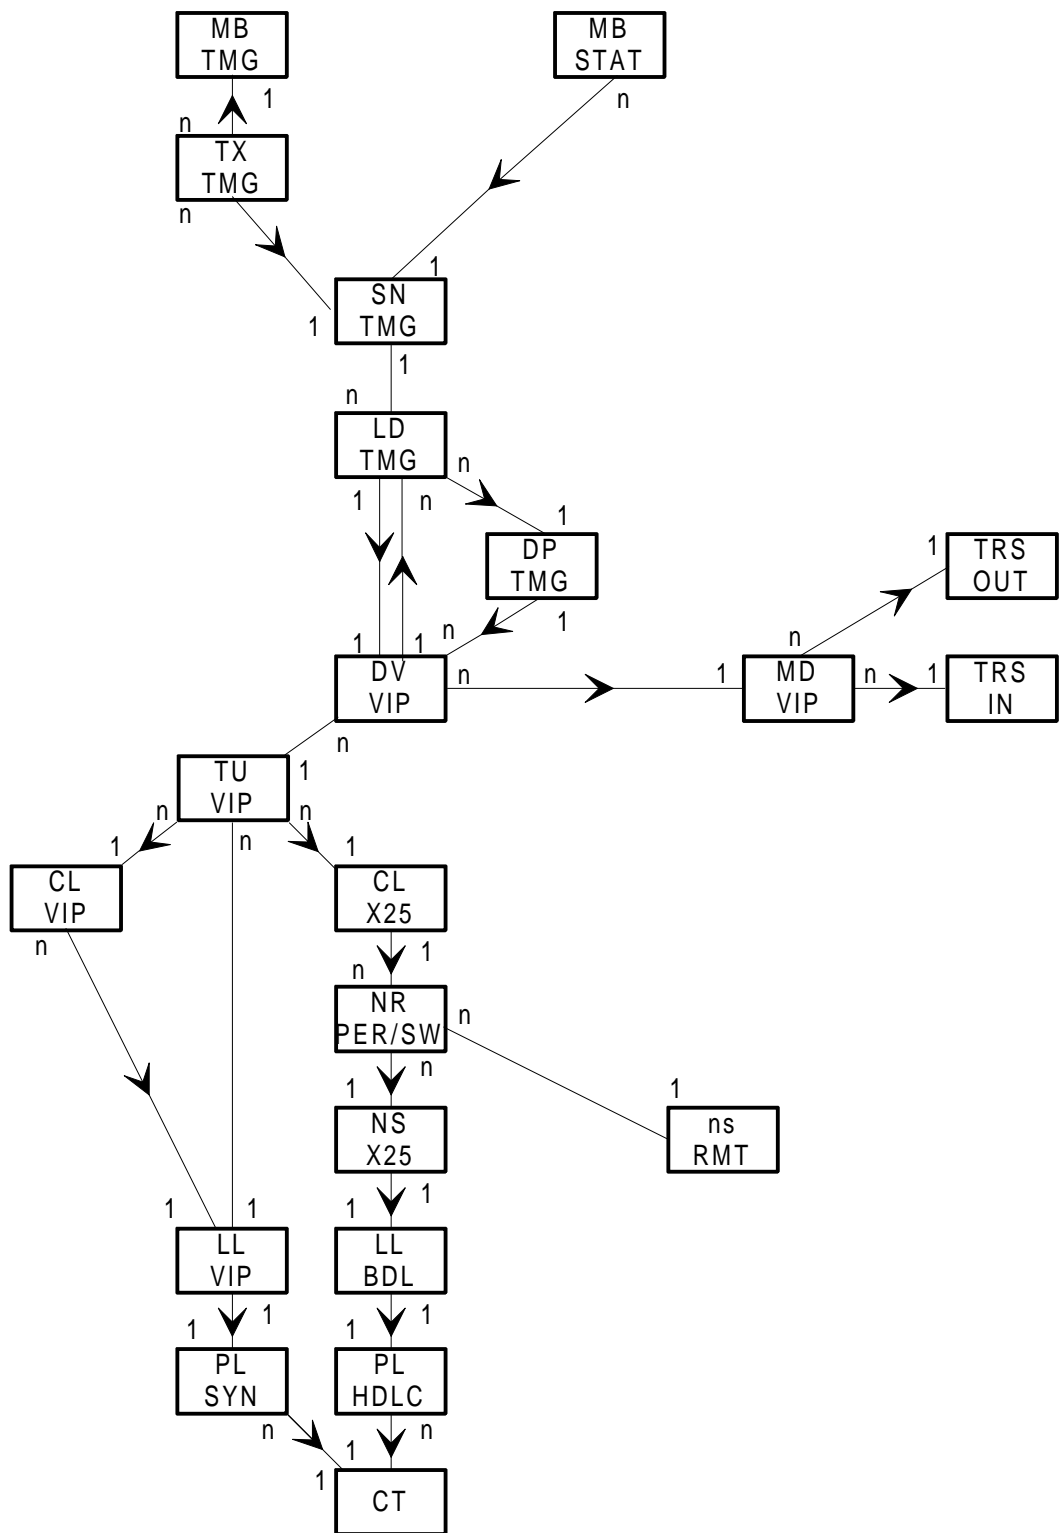 MB
TMG
1
MB
STAT
n
n
TX
TMG
n
1
SN
TMG
1
1
n
LD
TMG
n
1
n
1
DP
TMG
1
1
TRS
OUT
1
1
n
DV
VIP
n
n
1
MD
VIP
n
n
1
TRS
IN
TU
VIP
1
n
n
n
1
CL
VIP
n
1
CL
X25
1
n
NR
PER/SW
n
n
1
NS
X25
1
1
ns
RMT
1
1
LL
VIP
1
1
LL
BDL
1
1
PL
SYN
n
1
PL
HDLC
n
1
1
CT